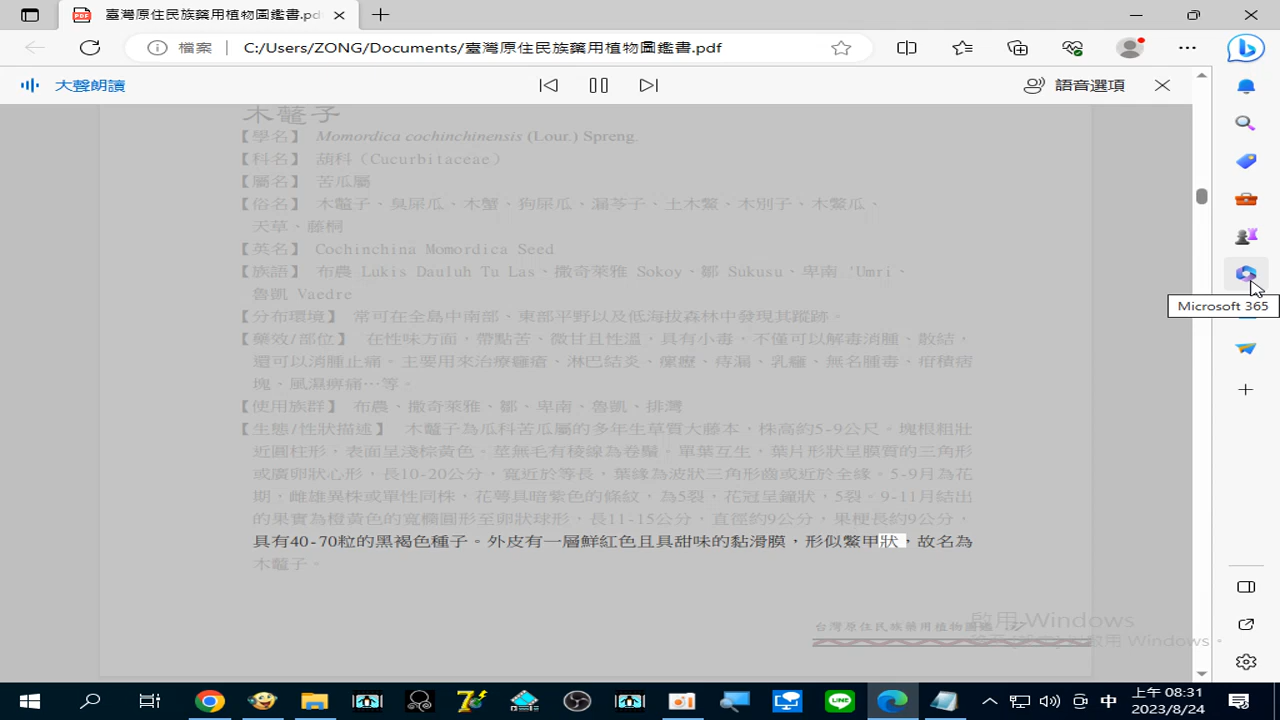 臺灣原住民族藥用植物圖鑑書.pdf
檔案
C:/Users/ZONG/Documents/臺灣原住民族藥用植物圖鑑書.pdf
大聲朗讀
語音選項
木鼈子
【學名】 Momordica cochinchinensis (Lour.) Spreng.
【科名】 葫科（Cucurbitaceae）
【屬名】 苦瓜屬
【俗名】 木鼈子、臭屎瓜、木蟹、狗屎瓜、漏苓子、土木鱉、木別子、木鱉瓜、
天草、藤桐
【英名】 Cochinchina Momordica Seed
【族語】 布農 Lukis Dauluh Tu Las、撒奇萊雅 Sokoy、鄒 Sukusu、卑南 'Umri、
魯凱 Vaedre
【分布環境】 常可在全島中南部、東部平野以及低海拔森林中發現其蹤跡。
【藥效/部位】 在性味方面，帶點苦、微甘且性溫，具有小毒，不僅可以解毒消腫、散結，
還可以消腫止痛。主要用來治療癰瘡、淋巴結炎、瘰癧、痔漏、乳癰、無名腫毒、疳積痞
塊、風濕痹痛…等。
【使用族群】 布農、撒奇萊雅、鄒、卑南、魯凱、排灣
【生態/性狀描述】 木鼈子為瓜科苦瓜屬的多年生草質大藤本，株高約5-9公尺。塊根粗壯
近圓柱形，表面呈淺棕黃色。莖無毛有稜線為卷鬚。單葉互生，葉片形狀呈膜質的三角形
或廣卵狀心形，長10-20公分，寬近於等長，葉緣為波狀三角形齒或近於全緣。5-9月為花
期，雌雄異株或單性同株，花萼具暗紫色的條紋，為5裂，花冠呈鐘狀，5裂。9-11月結出
的果實為橙黃色的寬橢圓形至卵狀球形，長11-15公分，直徑約9公分，果梗長約9公分，
具有40-70粒的黑褐色種子。外皮有一層鮮紅色且具甜味的黏滑膜，形似鱉甲狀，故名為
木鼈子。
台灣原住民族藥用植物圖鑑 27
啟用 Windows
啟用 Windows。
Microsoft 365
中
上午 08:31
2023/8/24